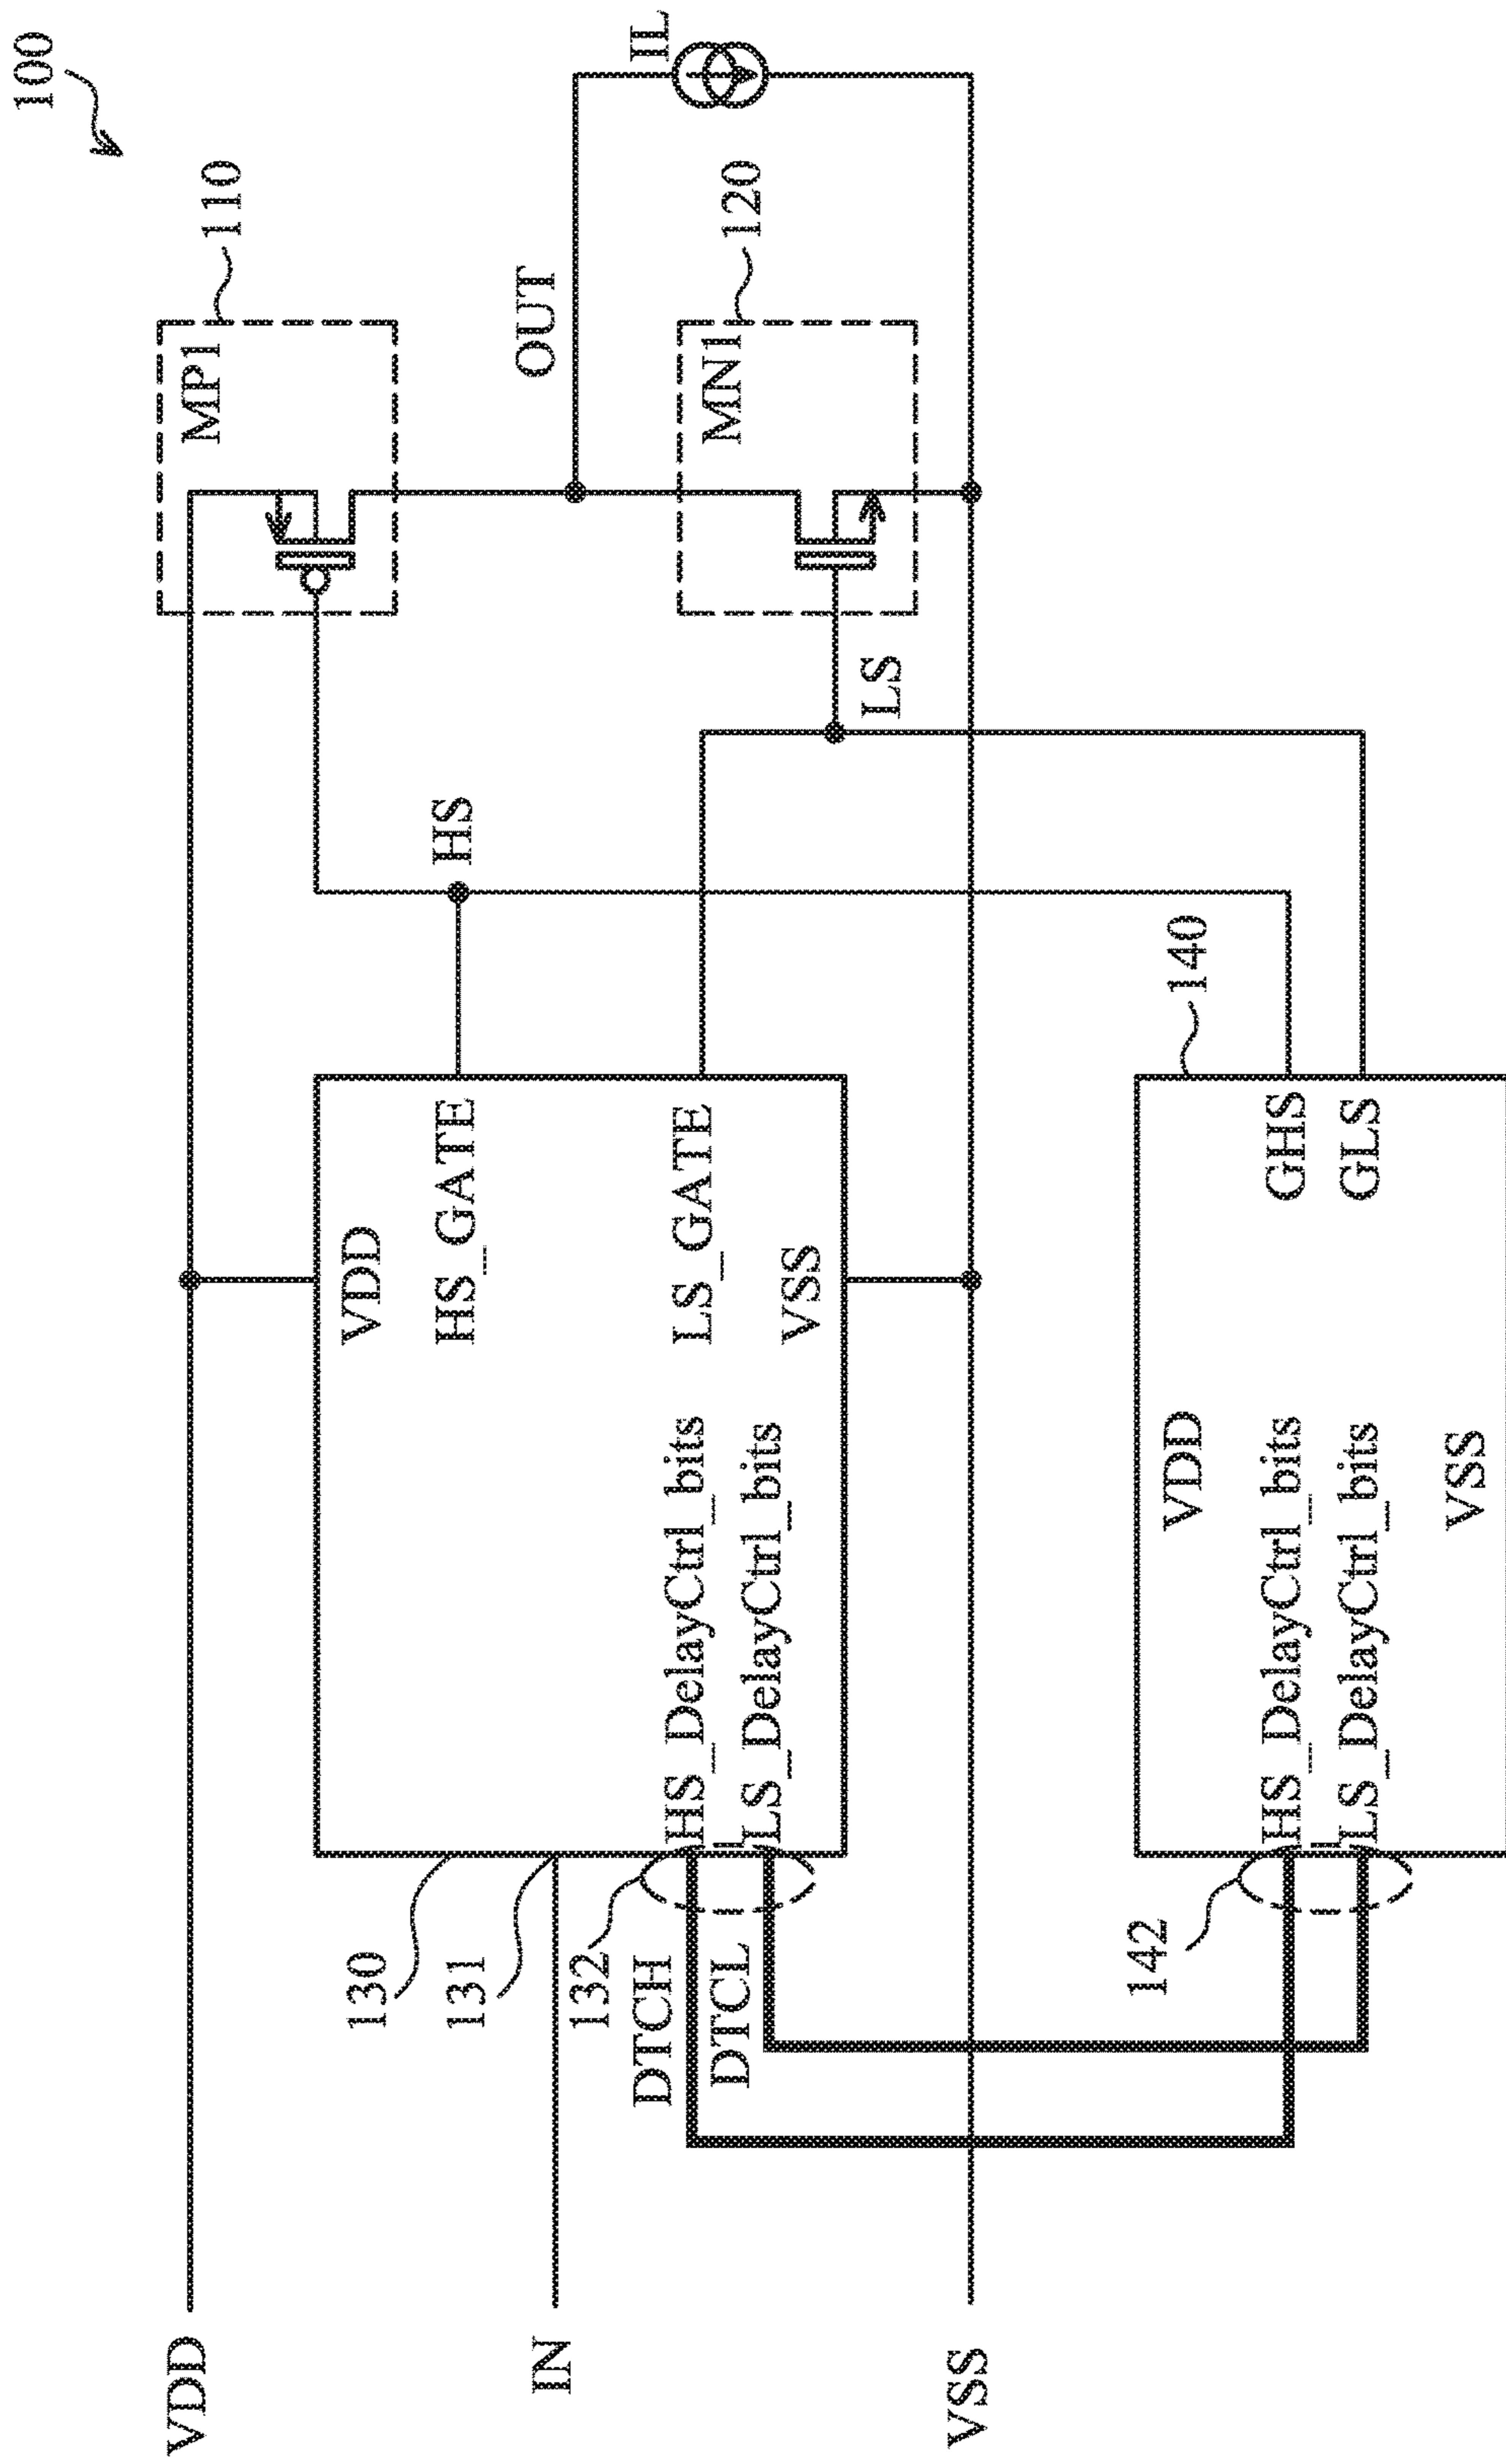 100
VDD
IN
VSS
130
131
132
DTCH
DTCL
VDD
HS_GATE
LS_GATE
HS_DelayCtrl_bits
LS_DelayCtrl_bits
VSS
HS
LS
MP1
110
OUT
MN1
120
IL
140
142
VDD
GHS
HS_DelayCtrl_bits
GLS
LS_DelayCtrl_bits
VSS